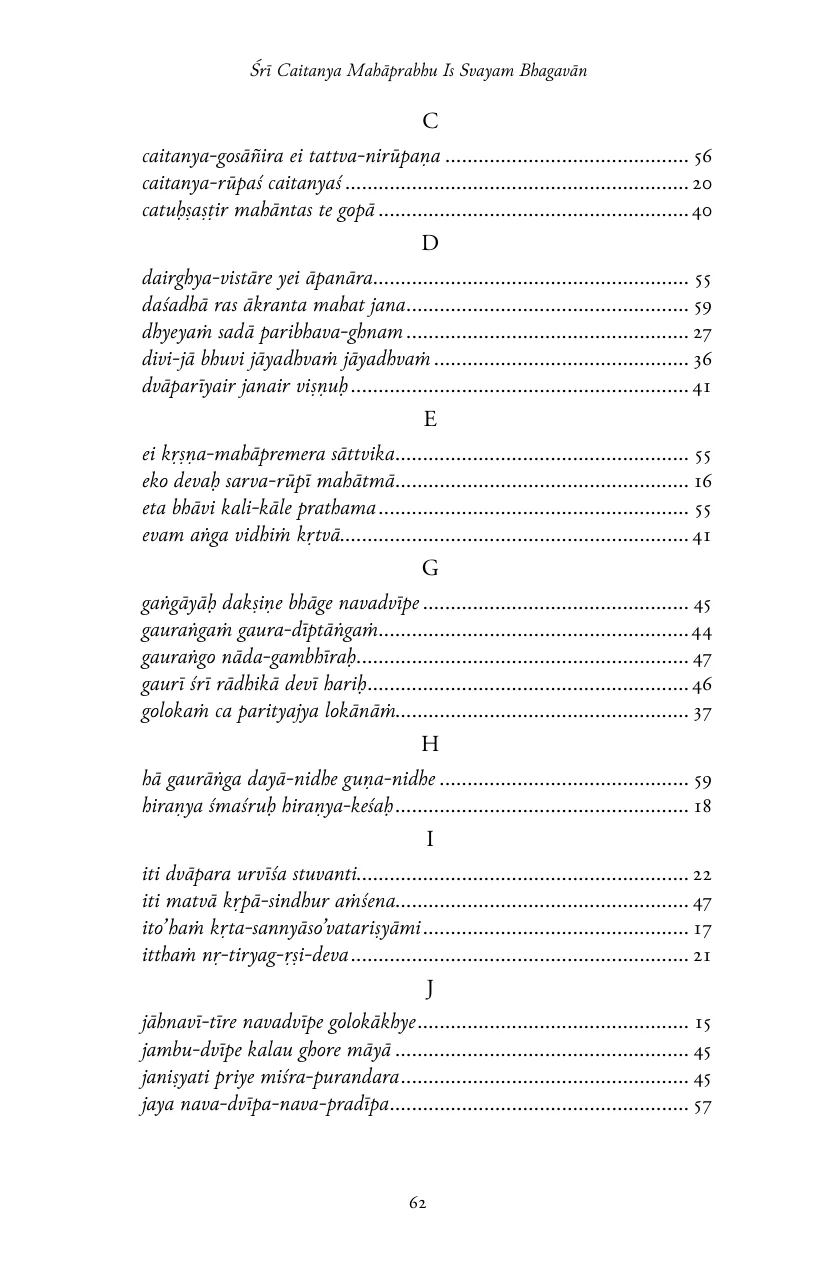 Śrī Caitanya Mahāprabhu Is Svayam Bhagavān
C
caitanya-gosāñira ei tattva-nirūpaṇa ............................................ 56
caitanya-rūpaś caitanyaś .............................................................. 20
catuḥṣaṣṭir mahāntas te gopā ........................................................ 40
D
dairghya-vistāre yei āpanāra......................................................... 55
daśadhā ras ākranta mahat jana................................................... 59
dhyeyaṁ sadā paribhava-ghnam ................................................... 27
divi-jā bhuvi jāyadhvaṁ jāyadhvaṁ .............................................. 36
dvāparīyair janair viṣṇuḥ ............................................................. 41
E
ei kṛṣṇa-mahāpremera sāttvika..................................................... 55
eko devaḥ sarva-rūpī mahātmā..................................................... 16
eta bhāvi kali-kāle prathama ........................................................ 55
evam aṅga vidhiṁ kṛtvā............................................................... 41
G
gaṅgāyāḥ dakṣiṇe bhāge navadvīpe ................................................ 45
gauraṅgaṁ gaura-dīptāṅgaṁ........................................................ 44
gauraṅgo nāda-gambhīraḥ............................................................ 47
gaurī śrī rādhikā devī hariḥ.......................................................... 46
golokaṁ ca parityajya lokānāṁ..................................................... 37
H
hā gaurāṅga dayā-nidhe guṇa-nidhe ............................................. 59
hiraṇya śmaśruḥ hiraṇya-keśaḥ..................................................... 18
I
iti dvāpara urvīśa stuvanti............................................................ 22
iti matvā kṛpā-sindhur aṁśena..................................................... 47
ito’haṁ kṛta-sannyāso’vatariṣyāmi ................................................ 17
itthaṁ nṛ-tiryag-ṛṣi-deva ............................................................. 21
J
jāhnavī-tīre navadvīpe golokākhye................................................. 15
jambu-dvīpe kalau ghore māyā ..................................................... 45
janiṣyati priye miśra-purandara.................................................... 45
jaya nava-dvīpa-nava-pradīpa...................................................... 57
62